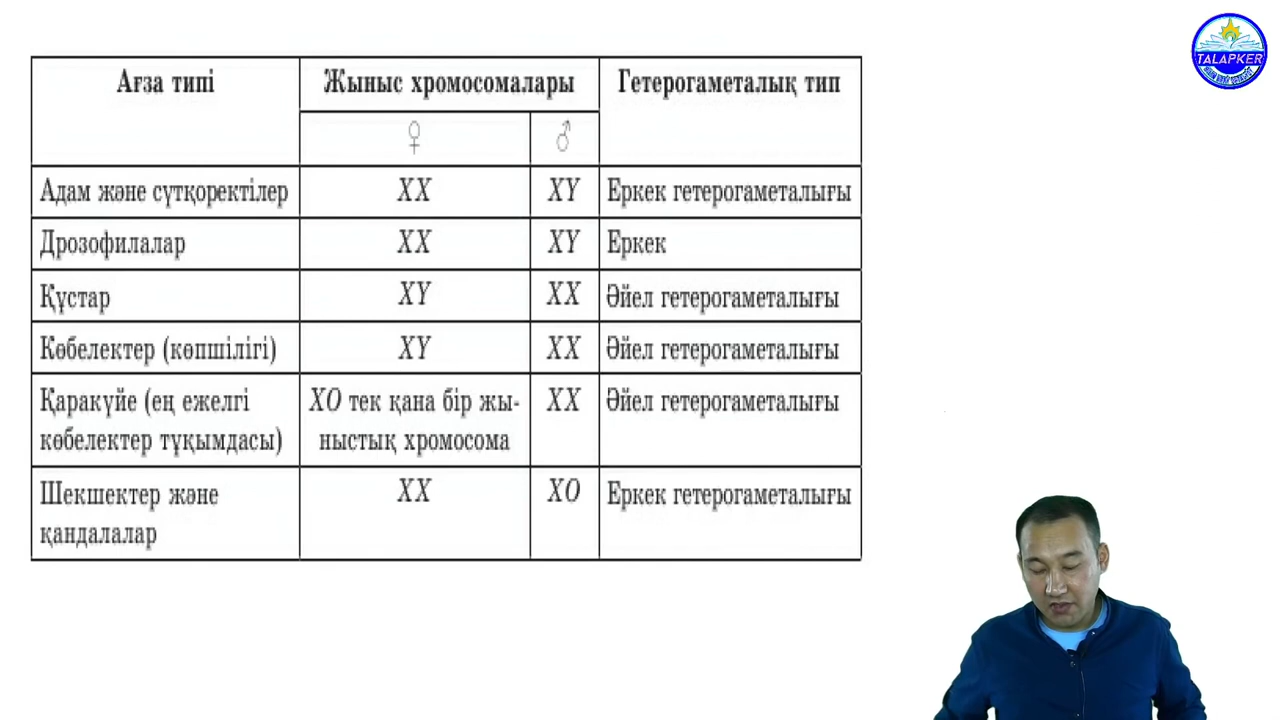 Ағза типі
Жыныс хромосомалары
Гетерогаметалық тип
♀
♂
Адам және сүтқоректілер
XX
XY
Еркек гетерогаметалығы
Дрозофилалар
XX
XY
Еркек
Құстар
XY
XX
Әйел гетерогаметалығы
Көбелектер (көпшілігі)
XY
XX
Әйел гетерогаметалығы
Қаракүйе (ең ежелгі
көбелектер тұқымдасы)
XO тек қана бір жы-
ныстық хромосома
XX
Әйел гетерогаметалығы
Шекшектер және
қандалалар
XX
XO
Еркек гетерогаметалығы
TALAPKER